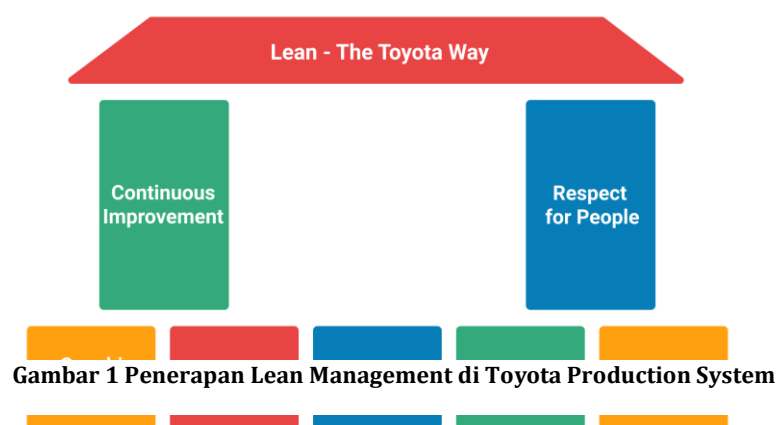 Lean - The Toyota Way
Continuous
Improvement
Respect
for People
Gambar 1 Penerapan Lean Management di Toyota Production System